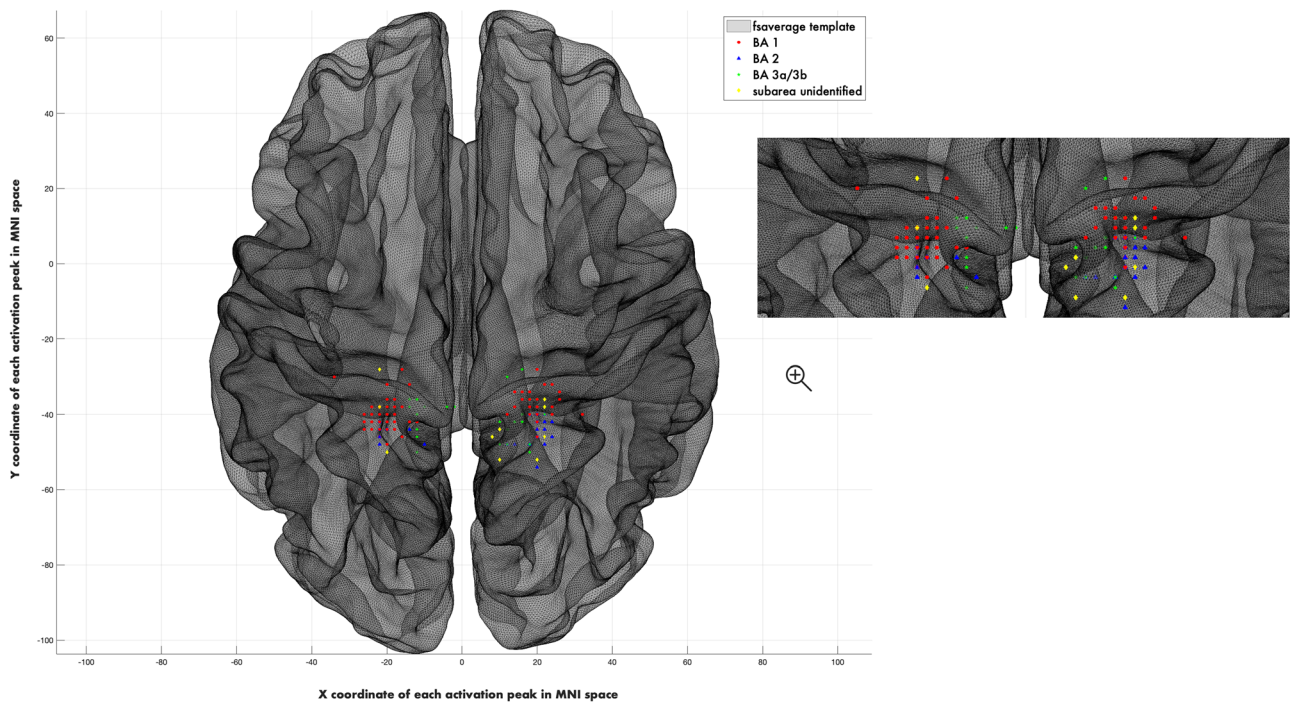 fsaverage template
BA 1
BA 2
BA 3a/3b
subarea unidentified
Y coordinate of each activation peak in MNI space
60
40
20
0
-20
-40
-60
-80
-100
-100
-80
-60
-40
-20
0
20
40
60
80
100
X coordinate of each activation peak in MNI space